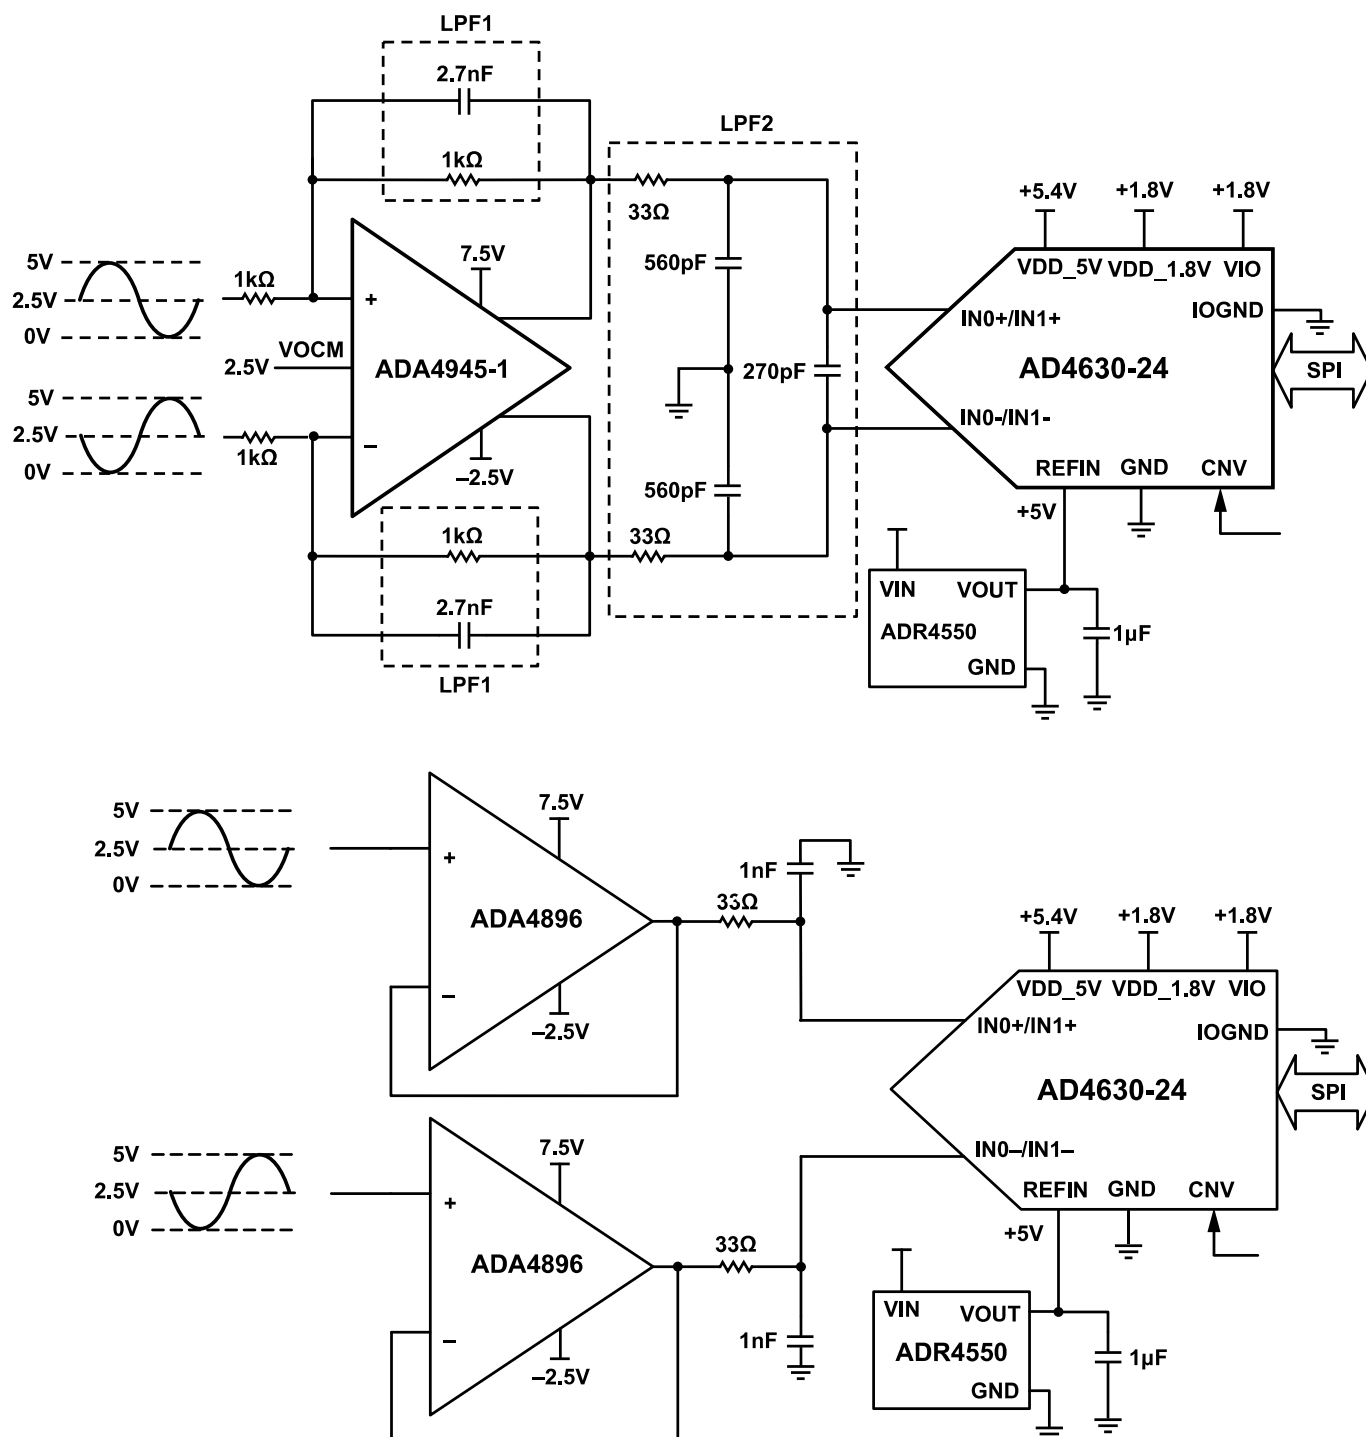 LPF1
2.7nF
LPF2
1kΩ
33Ω
+5.4V
+1.8V
+1.8V
5V
2.5V
0V
1kΩ
7.5V
560pF
VDD_5V
VDD_1.8V
VIO
IOGND
+
IN0+/IN1+
VOCM
2.5V
ADA4945-1
270pF
AD4630-24
SPI
5V
2.5V
0V
1kΩ
–
–2.5V
IN0-/IN1-
560pF
REFIN
GND
CNV
+5V
1kΩ
33Ω
2.7nF
LPF1
VIN
VOUT
ADR4550
GND
1µF
5V
2.5V
0V
7.5V
+
1nF
33Ω
ADA4896
–
–2.5V
+5.4V
+1.8V
+1.8V
VDD_5V
VDD_1.8V
VIO
IN0+/IN1+
IOGND
AD4630-24
SPI
5V
2.5V
0V
7.5V
+
33Ω
ADA4896
1nF
–
–2.5V
IN0–/IN1–
REFIN
GND
CNV
+5V
VIN
VOUT
ADR4550
GND
1µF